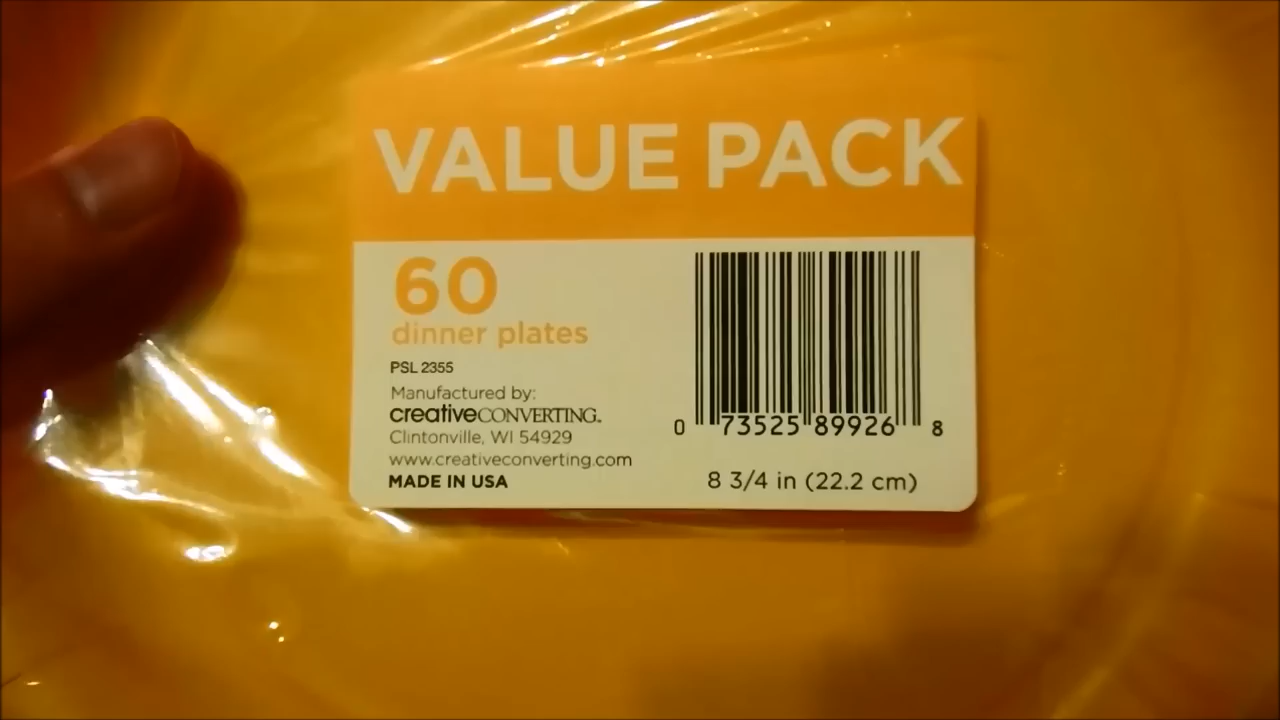 VALUE PACK
60
dinner plates
PSL 2355
Manufactured by:
creativeCONVERTING.
Clintonville, WI 54929
www.creativeconverting.com
MADE IN USA
0 73525 89926 8
8 3/4 in (22.2 cm)